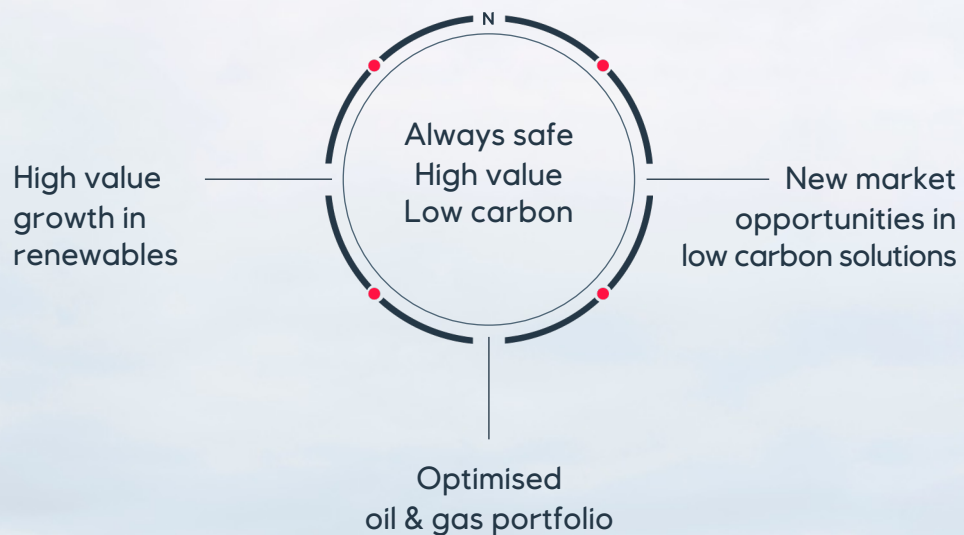 N
Always safe
High value
Low carbon
High value
growth in
renewables
New market
opportunities in
low carbon solutions
Optimised
oil & gas portfolio